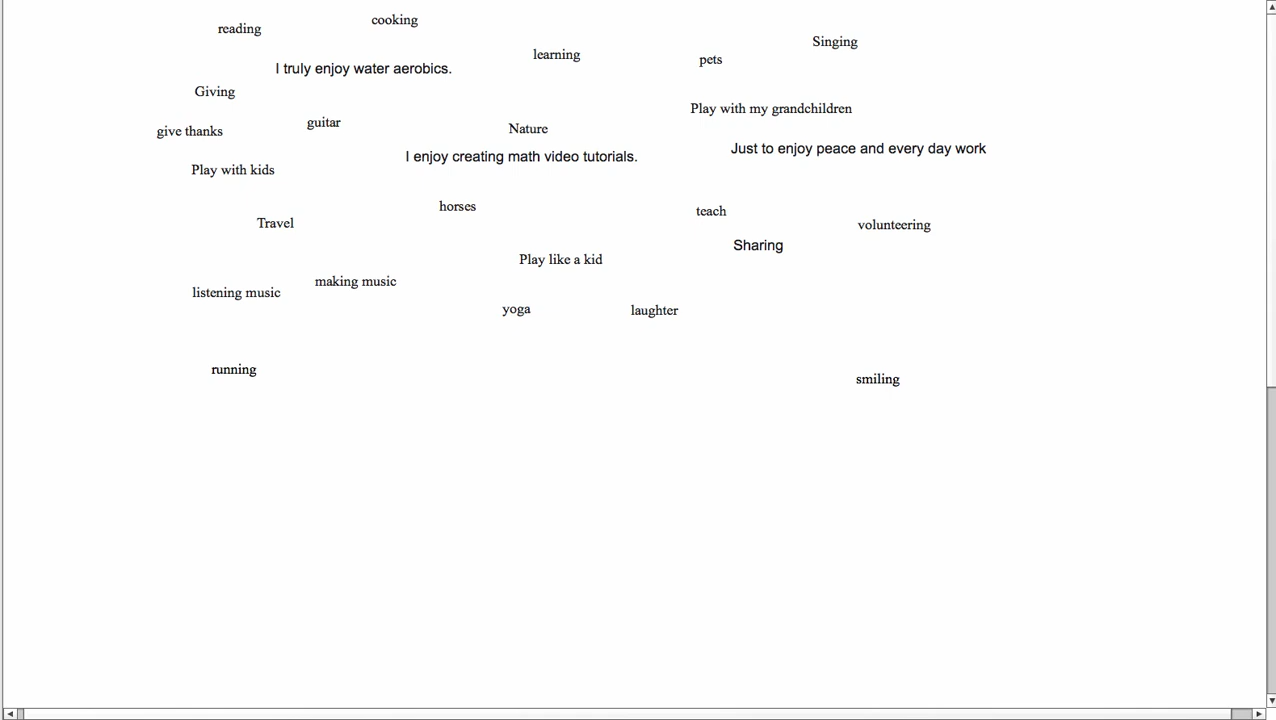 cooking
reading
Singing
learning
pets
I truly enjoy water aerobics.
Giving
Play with my grandchildren
guitar
Nature
give thanks
Just to enjoy peace and every day work
I enjoy creating math video tutorials.
Play with kids
horses
teach
Travel
volunteering
Sharing
Play like a kid
making music
listening music
yoga
laughter
running
smiling